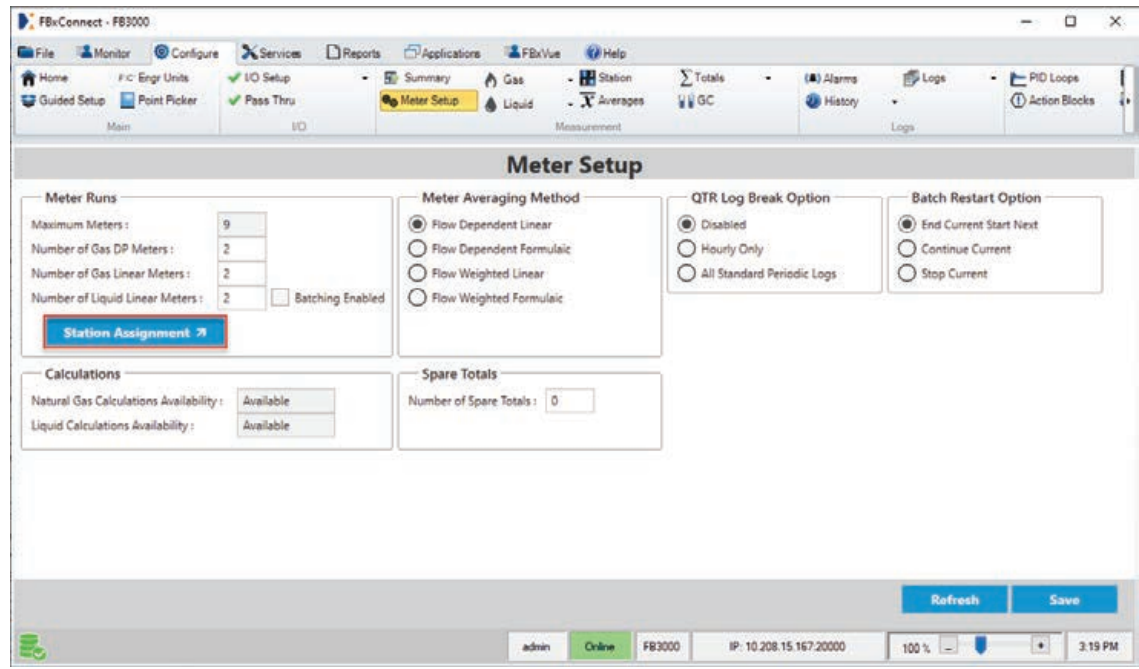 FBxConnect - FB3000
File Monitor Configure Services Reports Applications FBxVue Help
Home F:C: Engr Units I/O Setup Summary Gas Station Totals Alarms Logs PID Loops
Guided Setup Point Picker Pass Thru Meter Setup Liquid Averages GC History Action Blocks
Main I/O Measurement Logs
Meter Setup
Meter Runs
Maximum Meters : 9
Number of Gas DP Meters : 2
Number of Gas Linear Meters : 2
Number of Liquid Linear Meters : 2 Batching Enabled
Station Assignment
Meter Averaging Method
Flow Dependent Linear
Flow Dependent Formulaic
Flow Weighted Linear
Flow Weighted Formulaic
QTR Log Break Option
Disabled
Hourly Only
All Standard Periodic Logs
Batch Restart Option
End Current Start Next
Continue Current
Stop Current
Calculations
Natural Gas Calculations Availability : Available
Liquid Calculations Availability : Available
Spare Totals
Number of Spare Totals : 0
Refresh Save
admin Online FB3000 IP: 10.208.15.167:20000 100 % - + 3:19 PM